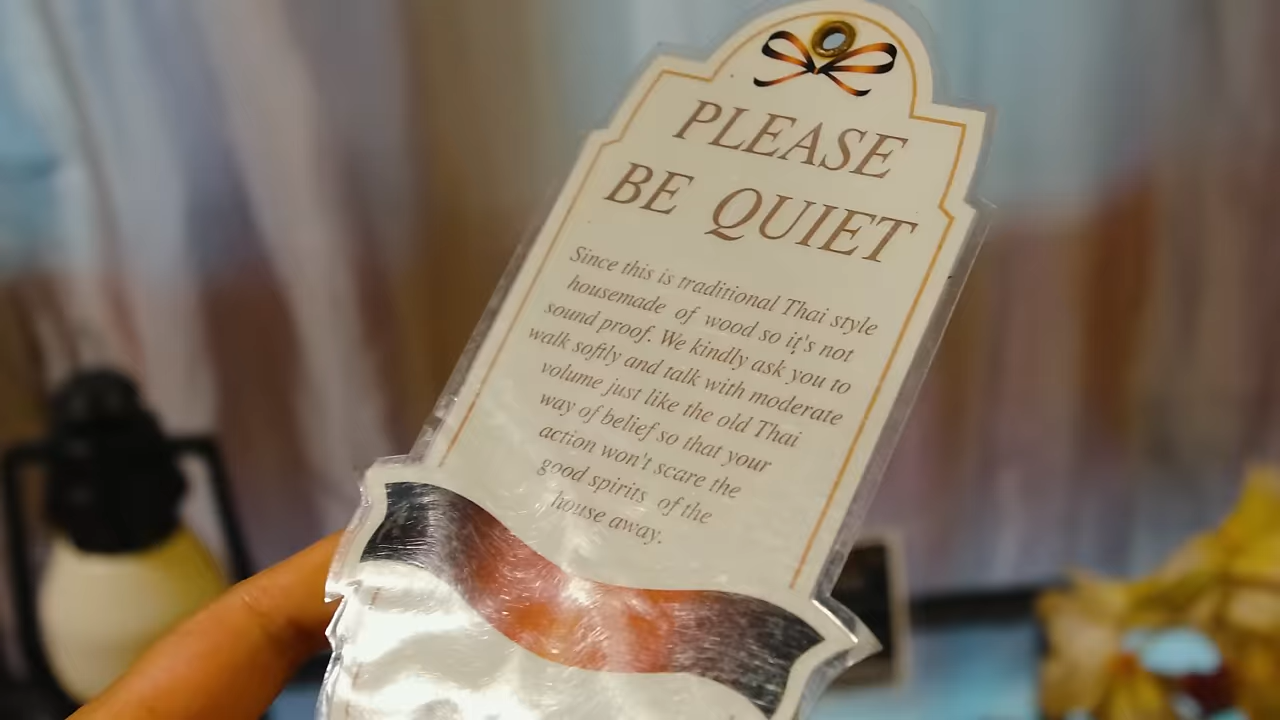 PLEASE
BE QUIET
Since this is traditional Thai style
housemade of wood so it's not
sound proof. We kindly ask you to
walk softly and talk with moderate
volume just like the old Thai
way of belief so that your
action won't scare the
good spirits of the
house away.